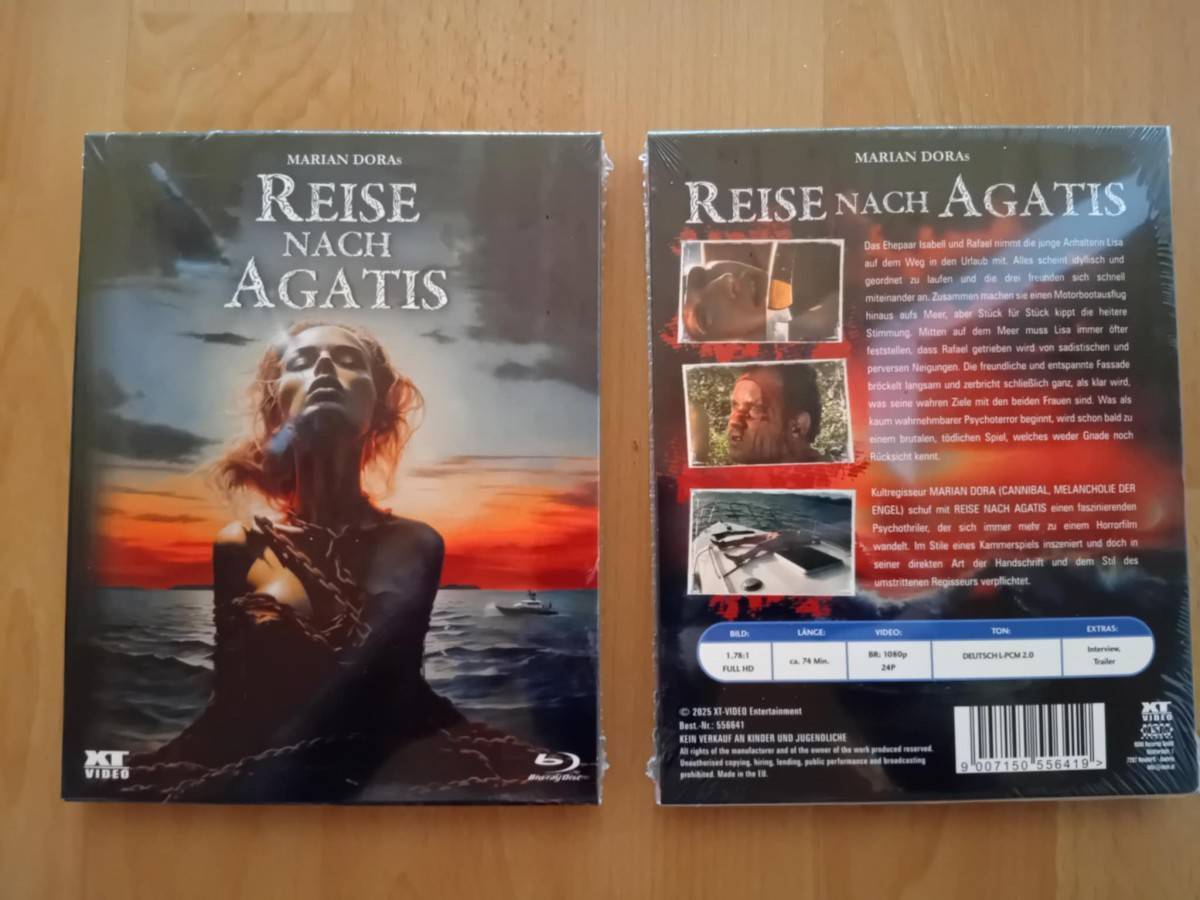 MARIAN DORAs
REISE
NACH
AGATIS
XT
VIDEO
Blu-ray Disc
MARIAN DORAs
REISE NACH AGATIS
Das Ehepaar Isabell und Rafael nimmt die junge Anhalterin Lisa
auf dem Weg in den Urlaub mit. Alles scheint idyllisch und
geordnet zu laufen und die drei freunden sich schnell
miteinander an. Zusammen machen sie einen Motorbootausflug
hinaus aufs Meer, aber Stück für Stück kippt die heitere
Stimmung. Mitten auf dem Meer muss Lisa immer öfter
feststellen, dass Rafael getrieben wird von sadistischen und
perversen Neigungen. Die freundliche und entspannte Fassade
bröckelt langsam und zerbricht schließlich ganz, als klar wird,
was seine wahren Ziele mit den beiden Frauen sind. Was als
kaum wahrnehmbarer Psychoterror beginnt, wird schon bald zu
einem brutalen, tödlichen Spiel, welches weder Gnade noch
Rücksicht kennt.
Kultregisseur MARIAN DORA (CANNIBAL, MELANCHOLIE DER
ENGEL) schuf mit REISE NACH AGATIS einen faszinierenden
Psychothriler, der sich immer mehr zu einem Horrorfilm
wandelt. Im Stile eines Kammerspiels inszeniert und doch in
seiner direkten Art der Handschrift und dem Stil des
umstrittenen Regisseurs verpflichtet.
BILD: LÄNGE: VIDEO: TON: EXTRAS:
1.78:1 ca. 74 Min. BR: 1080p DEUTSCH L-PCM 2.0 Interview,
FULL HD 24P Trailer
© 2025 XT-VIDEO Entertainment
Best.-Nr.: 556641
KEIN VERKAUF AN KINDER UND JUGENDLICHE
All rights of the manufacturer and of the owner of the work produced reserved.
Unauthorised copying, hiring, lending, public performance and broadcasting
prohibited. Made in the EU.
9 007150 556419 >
XT
VIDEO